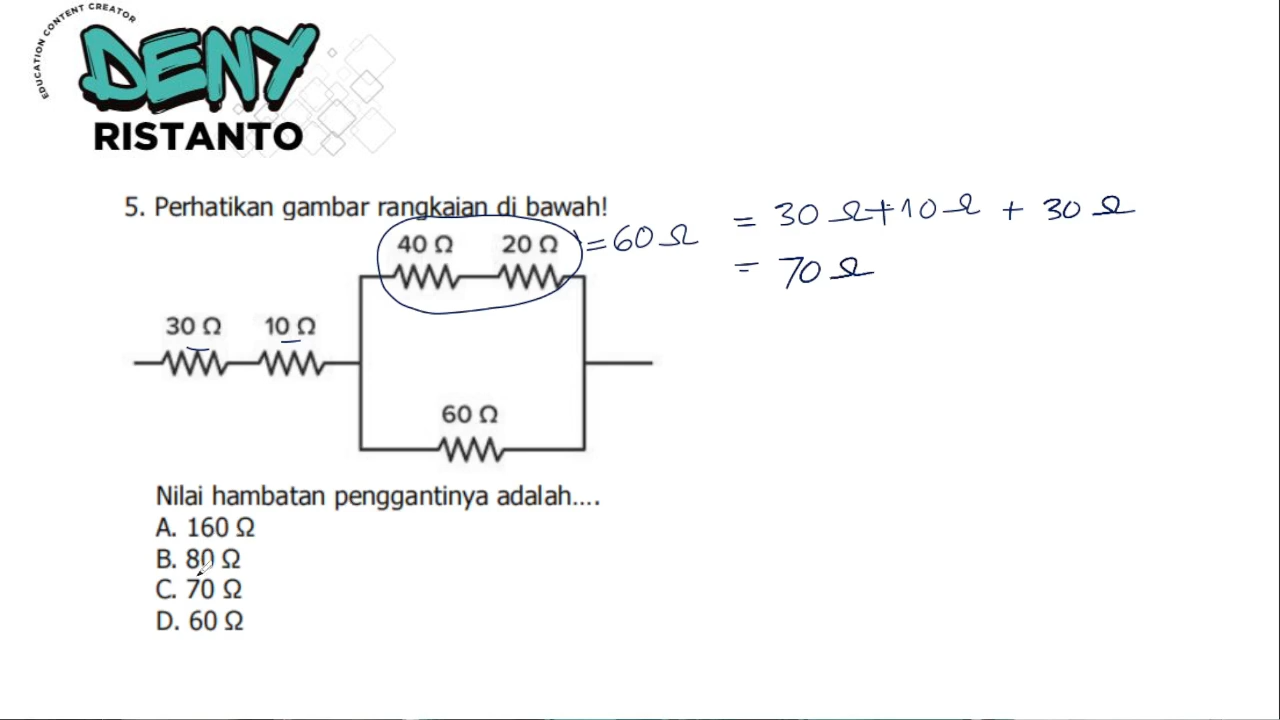 EDUCATION CONTENT CREATOR
DENY
RISTANTO
5. Perhatikan gambar rangkaian di bawah!
40 Ω 20 Ω = 60 Ω
= 30 Ω + 10 Ω + 30 Ω
= 70 Ω
30 Ω 10 Ω
60 Ω
Nilai hambatan penggantinya adalah....
A. 160 Ω
B. 80 Ω
C. 70 Ω
D. 60 Ω